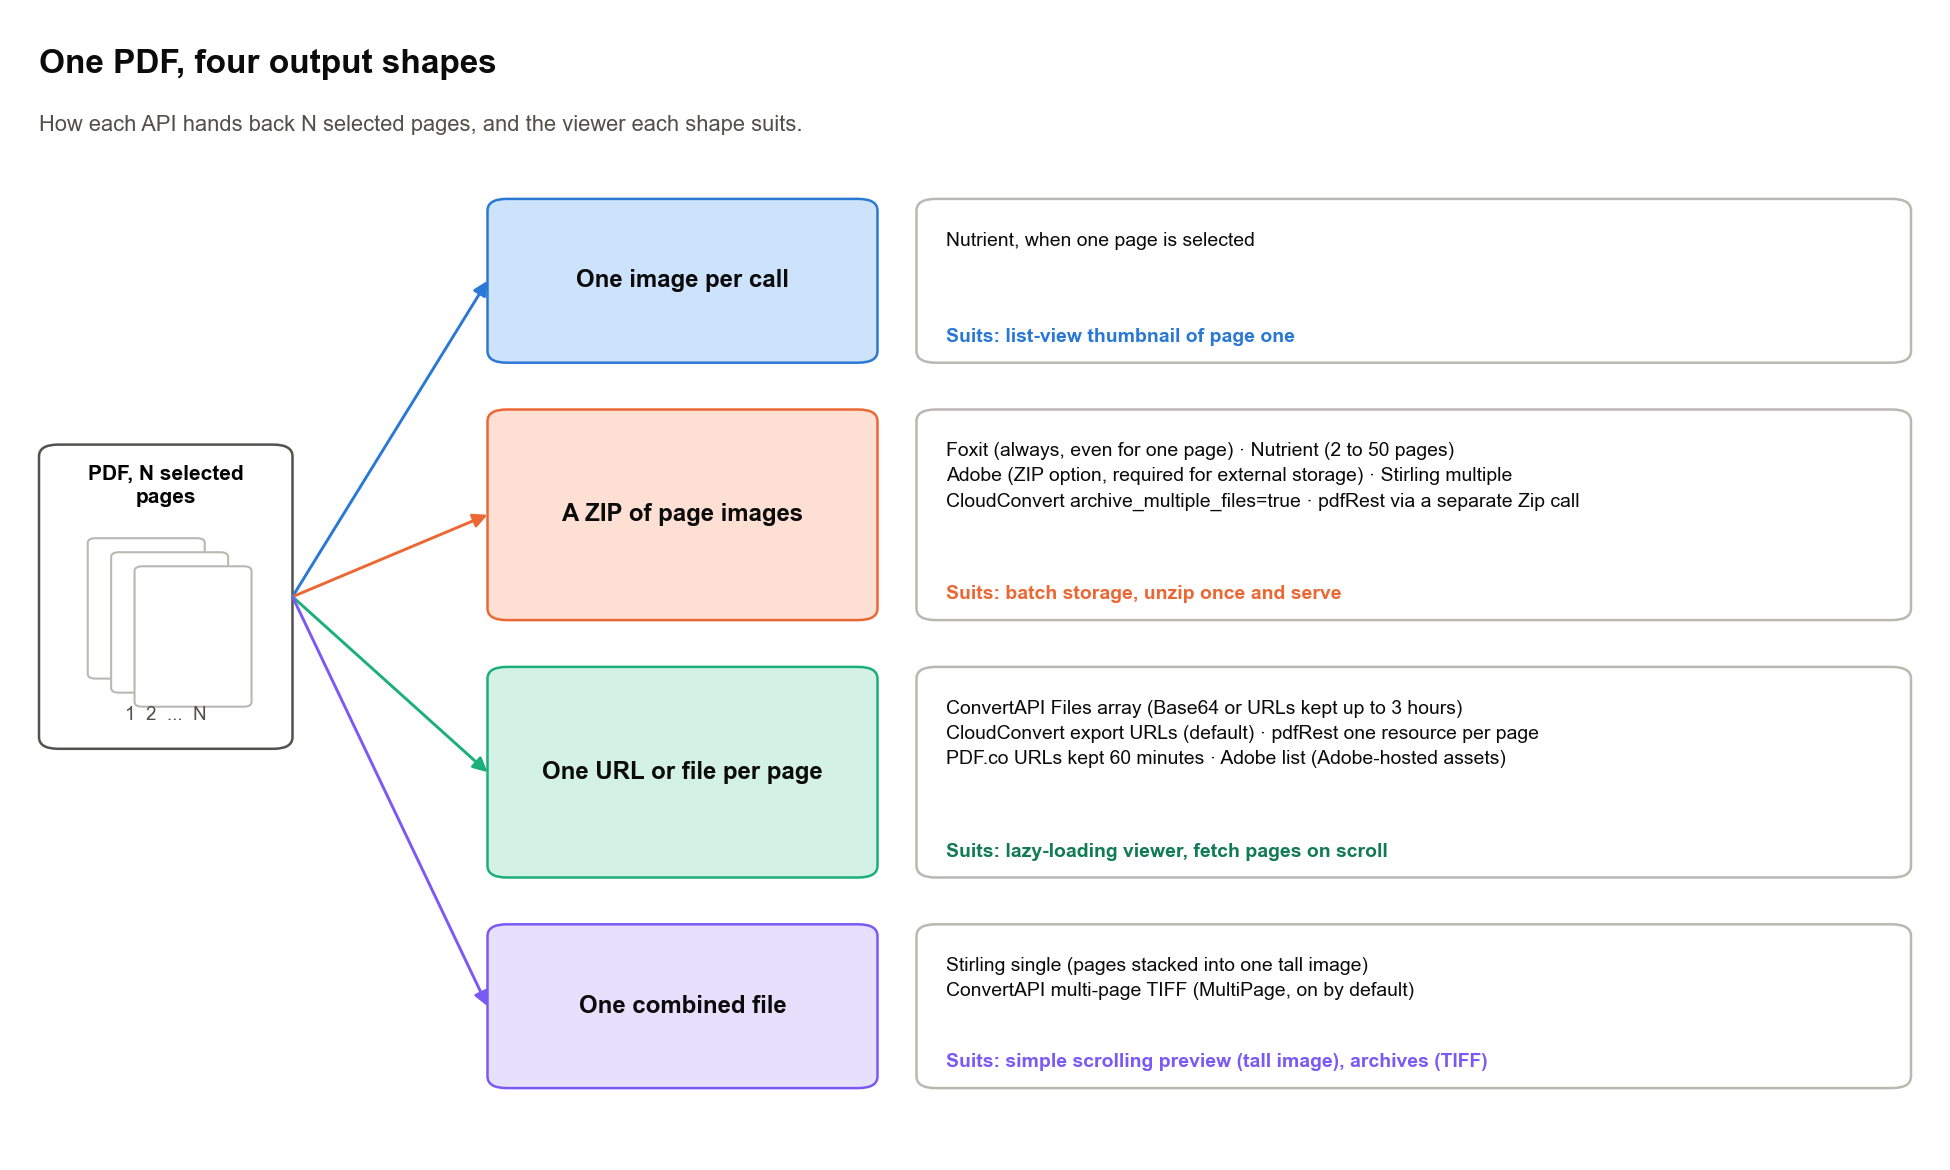 One PDF, four output shapes
How each API hands back N selected pages, and the viewer each shape suits.
PDF, N selected
pages
1 2 ... N
One image per call
Nutrient, when one page is selected
Suits: list-view thumbnail of page one
A ZIP of page images
Foxit (always, even for one page) · Nutrient (2 to 50 pages)
Adobe (ZIP option, required for external storage) · Stirling multiple
CloudConvert archive_multiple_files=true · pdfRest via a separate Zip call
Suits: batch storage, unzip once and serve
One URL or file per page
ConvertAPI Files array (Base64 or URLs kept up to 3 hours)
CloudConvert export URLs (default) · pdfRest one resource per page
PDF.co URLs kept 60 minutes · Adobe list (Adobe-hosted assets)
Suits: lazy-loading viewer, fetch pages on scroll
One combined file
Stirling single (pages stacked into one tall image)
ConvertAPI multi-page TIFF (MultiPage, on by default)
Suits: simple scrolling preview (tall image), archives (TIFF)